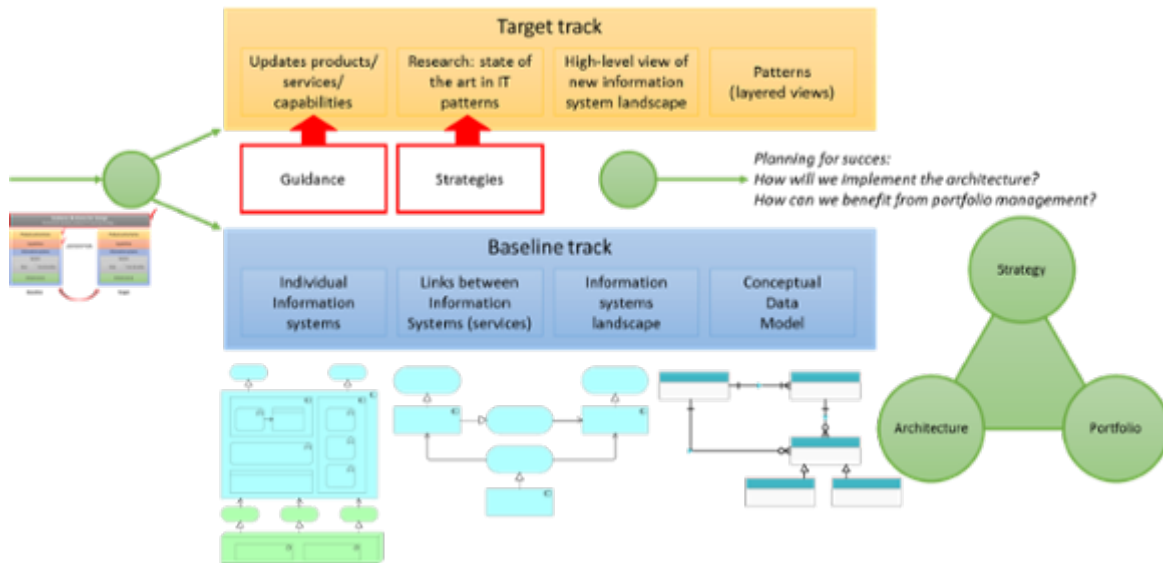 Target track
Updates products/
services/
capabilities
Research: state of
the art in IT
patterns
High-level view of
new information
system landscape
Patterns
(layered views)
Guidance
Strategies
Planning for succes:
How will we implement the architecture?
How can we benefit from portfolio management?
Baseline track
Individual
Information
systems
Links between
Information
Systems (services)
Information
systems
landscape
Conceptual
Data
Model
Strategy
Architecture
Portfolio